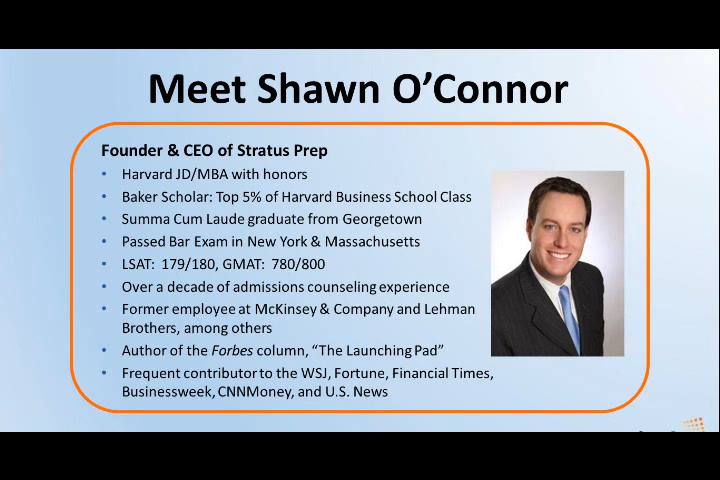 Meet Shawn O’Connor
Founder & CEO of Stratus Prep
• Harvard JD/MBA with honors
• Baker Scholar: Top 5% of Harvard Business School Class
• Summa Cum Laude graduate from Georgetown
• Passed Bar Exam in New York & Massachusetts
• LSAT: 179/180, GMAT: 780/800
• Over a decade of admissions counseling experience
• Former employee at McKinsey & Company and Lehman
Brothers, among others
• Author of the Forbes column, “The Launching Pad”
• Frequent contributor to the WSJ, Fortune, Financial Times,
Businessweek, CNNMoney, and U.S. News